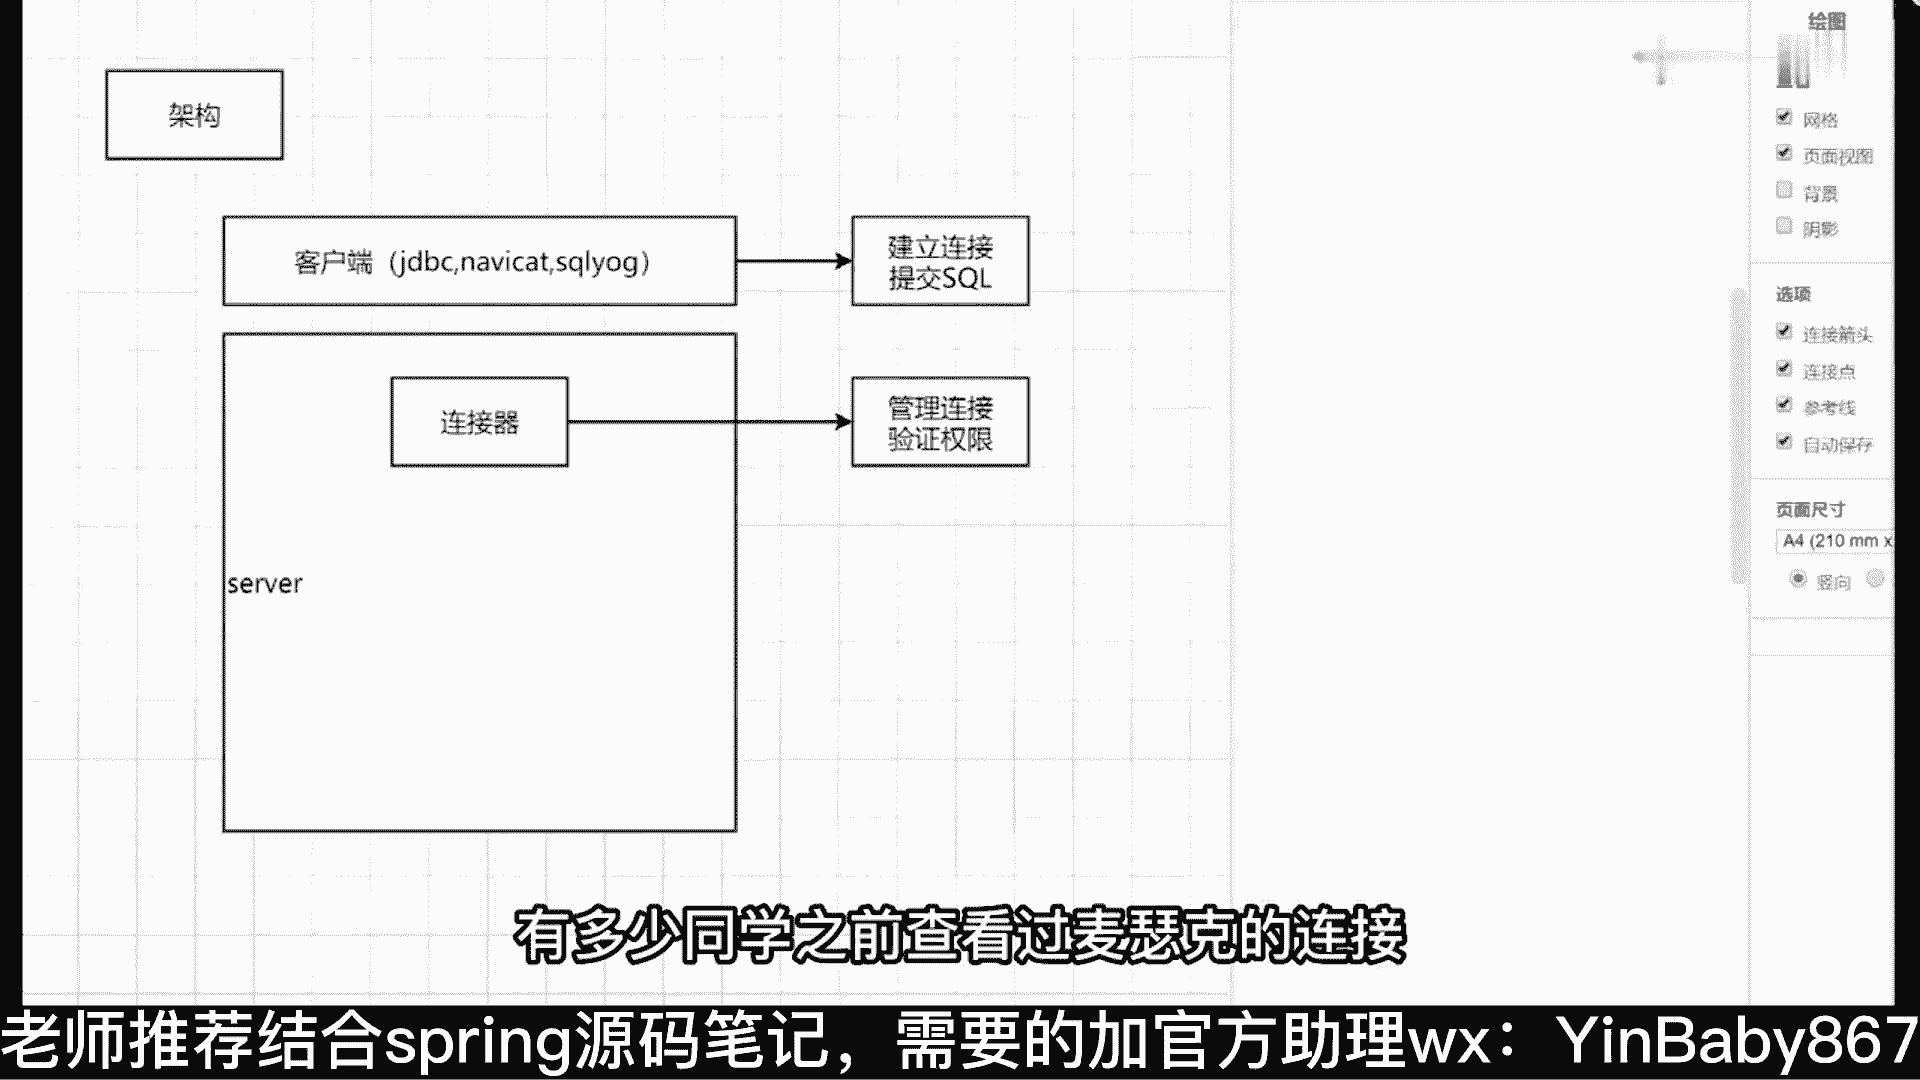 绘图
架构
网格
页面视图
背景
阴影
客户端（jdbc,navicat,sqlyog）
建立连接
提交SQL
选项
连接箭头
连接点
参考线
自动保存
连接器
管理连接
验证权限
页面尺寸
A4 (210 mm x
竖向
server
有多少同学之前查看过麦瑟克的连接
老师推荐结合spring源码笔记，需要的加官方助理wx：YinBaby867